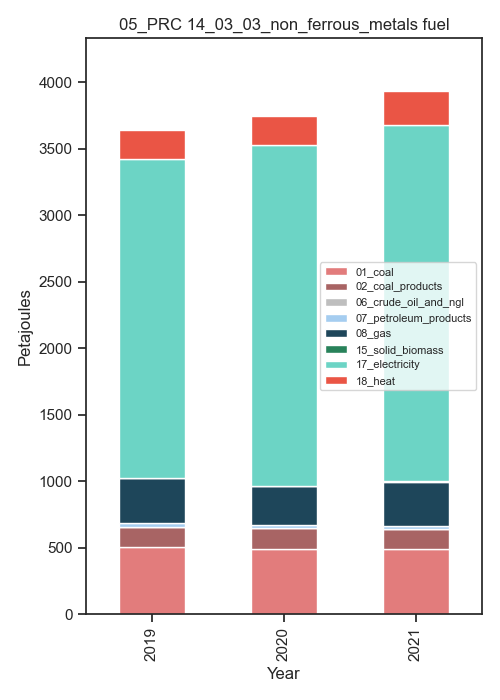 05_PRC 14_03_03_non_ferrous_metals fuel
4000
3500
3000
2500
2000
1500
1000
500
0
Petajoules
01_coal
02_coal_products
06_crude_oil_and_ngl
07_petroleum_products
08_gas
15_solid_biomass
17_electricity
18_heat
2019
2020
2021
Year